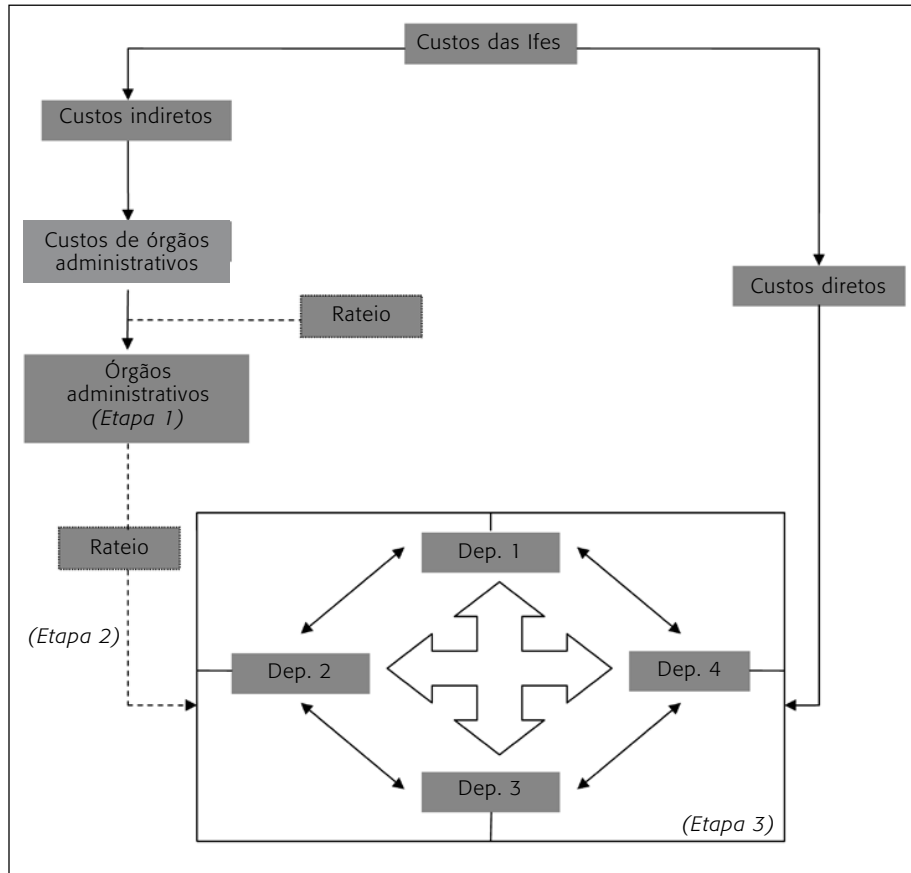 Custos das Ifes
Custos indiretos
Custos de órgãos
administrativos
Custos diretos
Rateio
Órgãos
administrativos
(Etapa 1)
Rateio
Dep. 1
(Etapa 2)
Dep. 2
Dep. 4
Dep. 3
(Etapa 3)